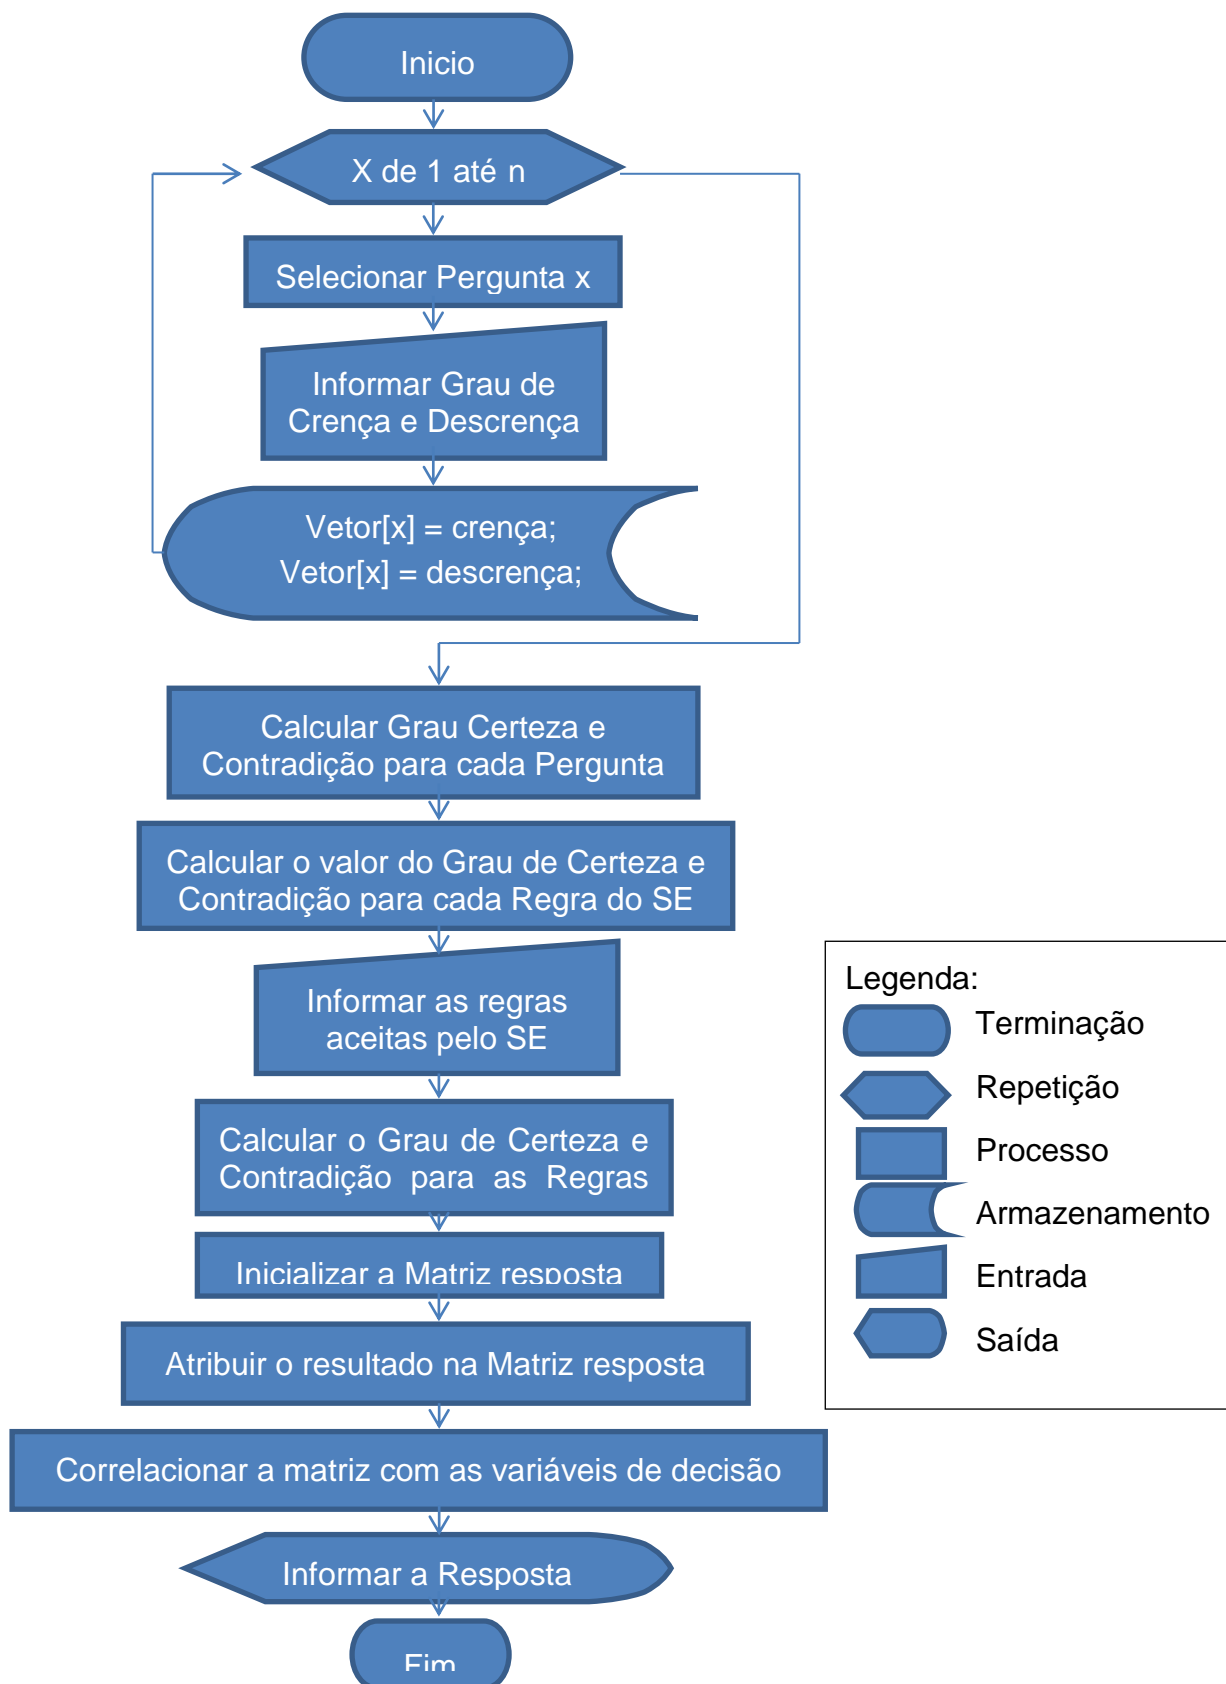 Inicio
X de 1 até n
Selecionar Pergunta x
Informar Grau de
Crença e Descrença
Vetor[x] = crença;
Vetor[x] = descrença;
Calcular Grau Certeza e
Contradição para cada Pergunta
Calcular o valor do Grau de Certeza e
Contradição para cada Regra do SE
Informar as regras
aceitas pelo SE
Calcular o Grau de Certeza e
Contradição para as Regras
Inicializar a Matriz resposta
Atribuir o resultado na Matriz resposta
Correlacionar a matriz com as variáveis de decisão
Informar a Resposta
Fim
Legenda:
Terminação
Repetição
Processo
Armazenamento
Entrada
Saída